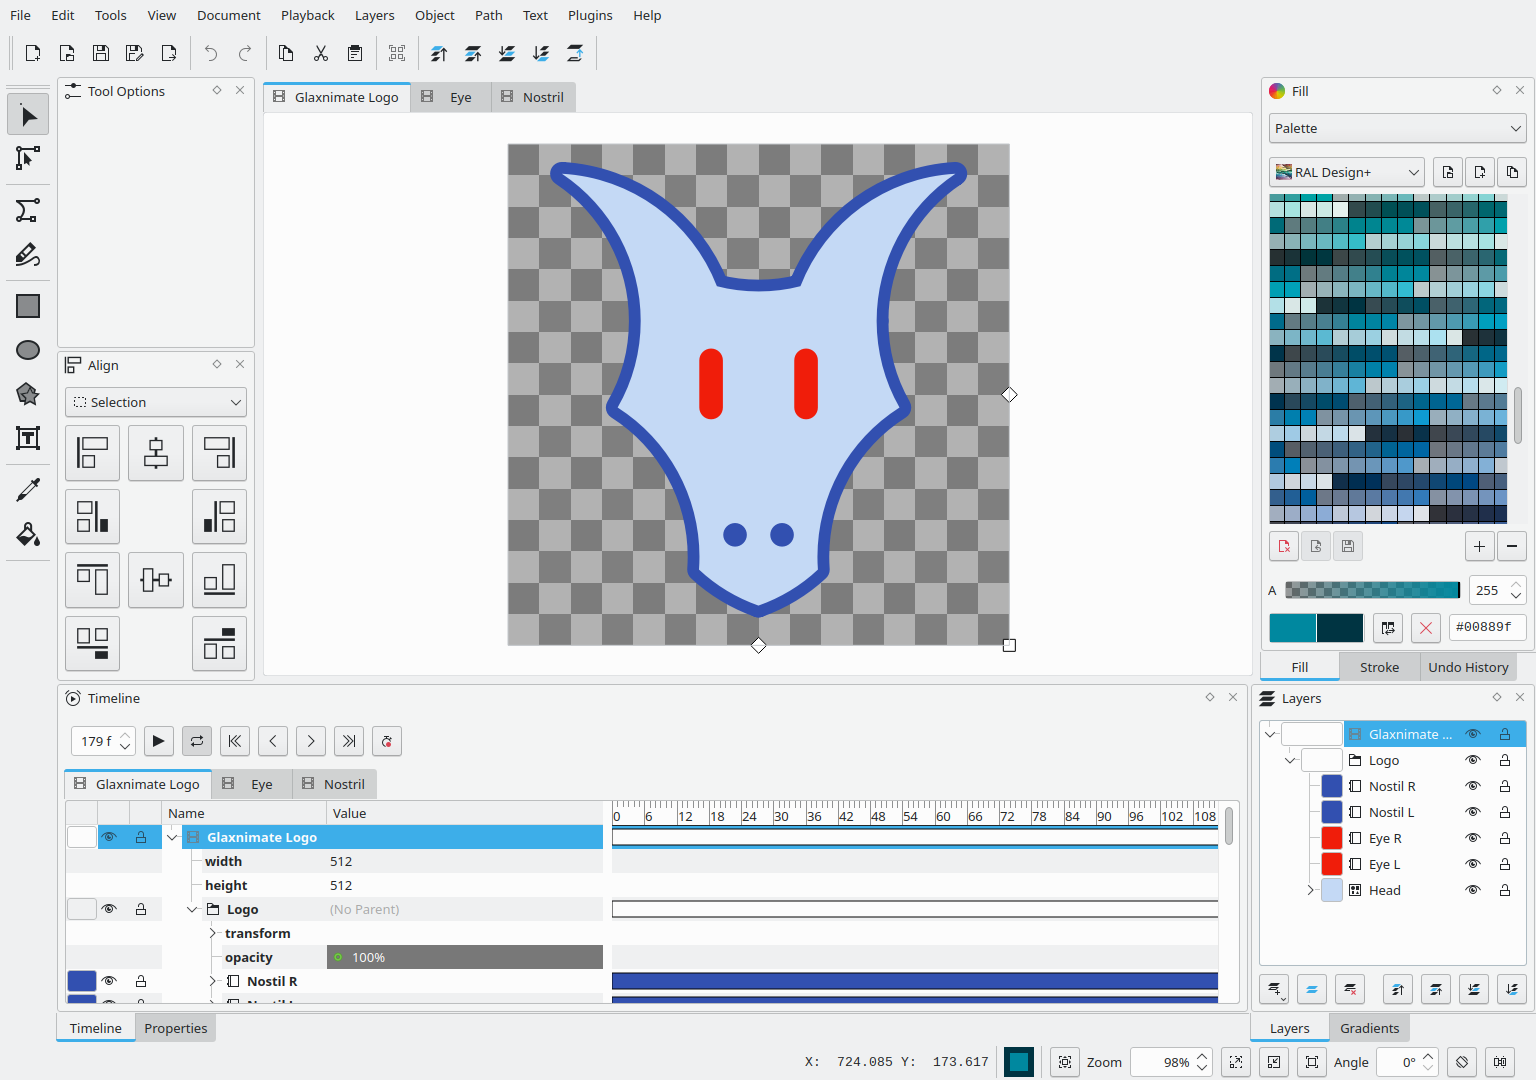 File Edit Tools View Document Playback Layers Object Path Text Plugins Help
Tool Options
Glaxnimate Logo Eye Nostril
Fill
Palette
RAL Design+
Align
Selection
A 255
#00889f
Fill Stroke Undo History
Timeline
179 f
Glaxnimate Logo Eye Nostril
Name Value 0 6 12 18 24 30 36 42 48 54 60 66 72 78 84 90 96 102 108
Glaxnimate Logo
width 512
height 512
Logo (No Parent)
transform
opacity 100%
Nostil R
Layers
Glaxnimate ...
Logo
Nostil R
Nostil L
Eye R
Eye L
Head
Timeline Properties
Layers Gradients
X: 724.085 Y: 173.617 Zoom 98% Angle 0°